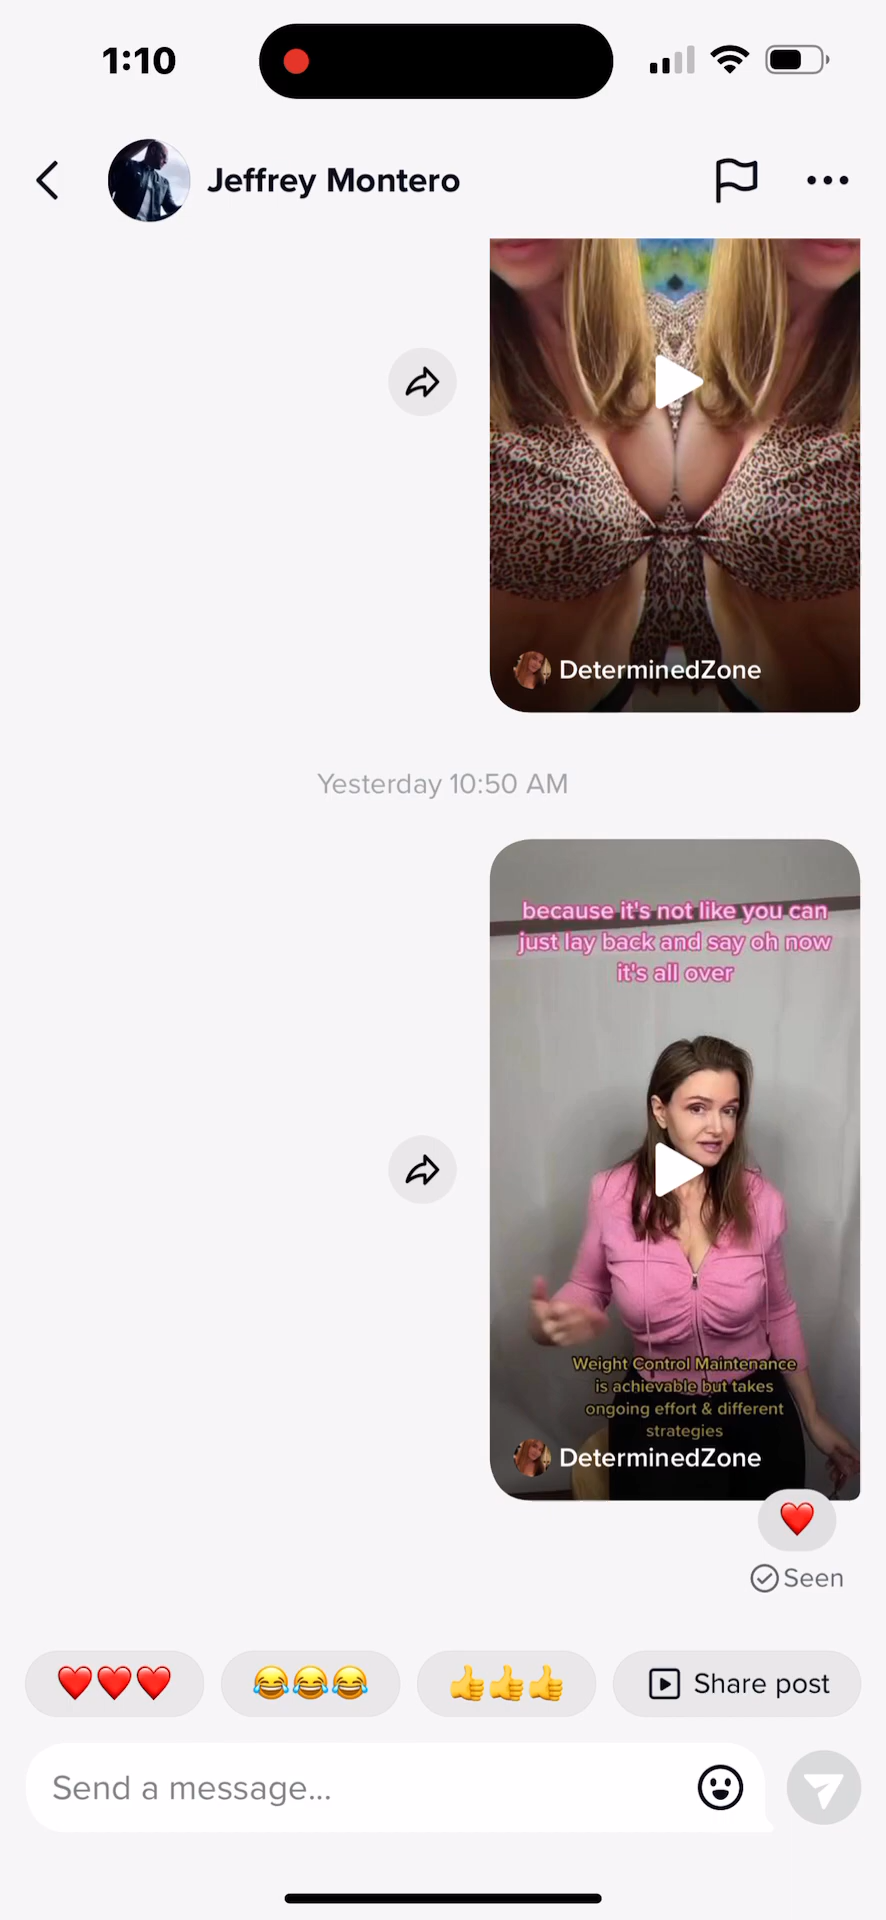 1:10
Jeffrey Montero
DeterminedZone
Yesterday 10:50 AM
because it's not like you can
just lay back and say oh now
it's all over
Weight Control Maintenance
is achievable but takes
ongoing effort & different
strategies
DeterminedZone
Seen
Share post
Send a message...